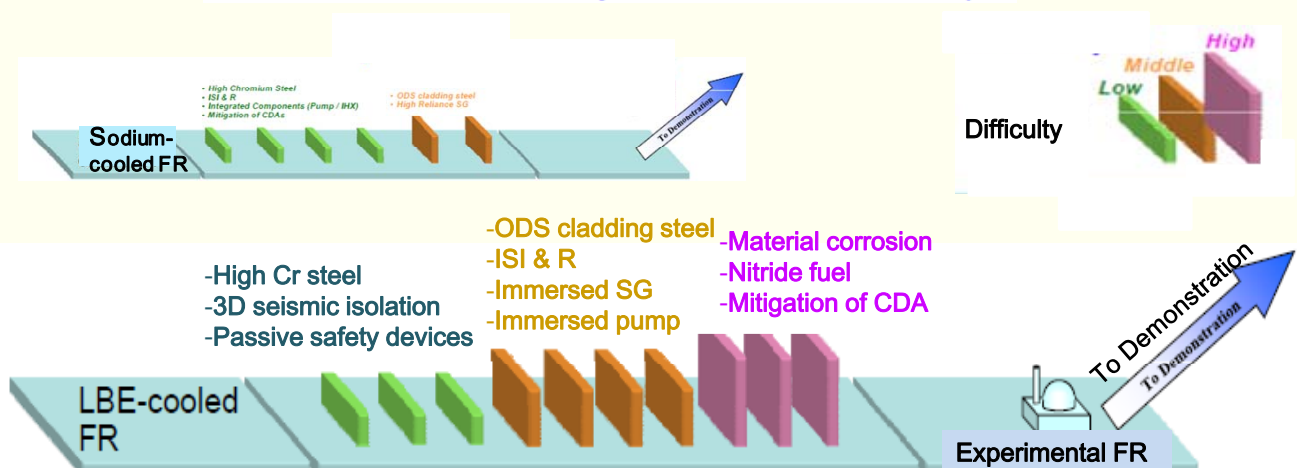 - High Chromium Steel
- ISI & R
- Integrated Components (Pump / IHX)
- Mitigation of CDAs
- ODS cladding steel
- High Reliance SG
Sodium-
cooled FR
To Demonstration
High
Middle
Low
Difficulty
-High Cr steel
-3D seismic isolation
-Passive safety devices
-ODS cladding steel
-ISI & R
-Immersed SG
-Immersed pump
-Material corrosion
-Nitride fuel
-Mitigation of CDA
LBE-cooled
FR
To Demonstration
To Demonstration
Experimental FR